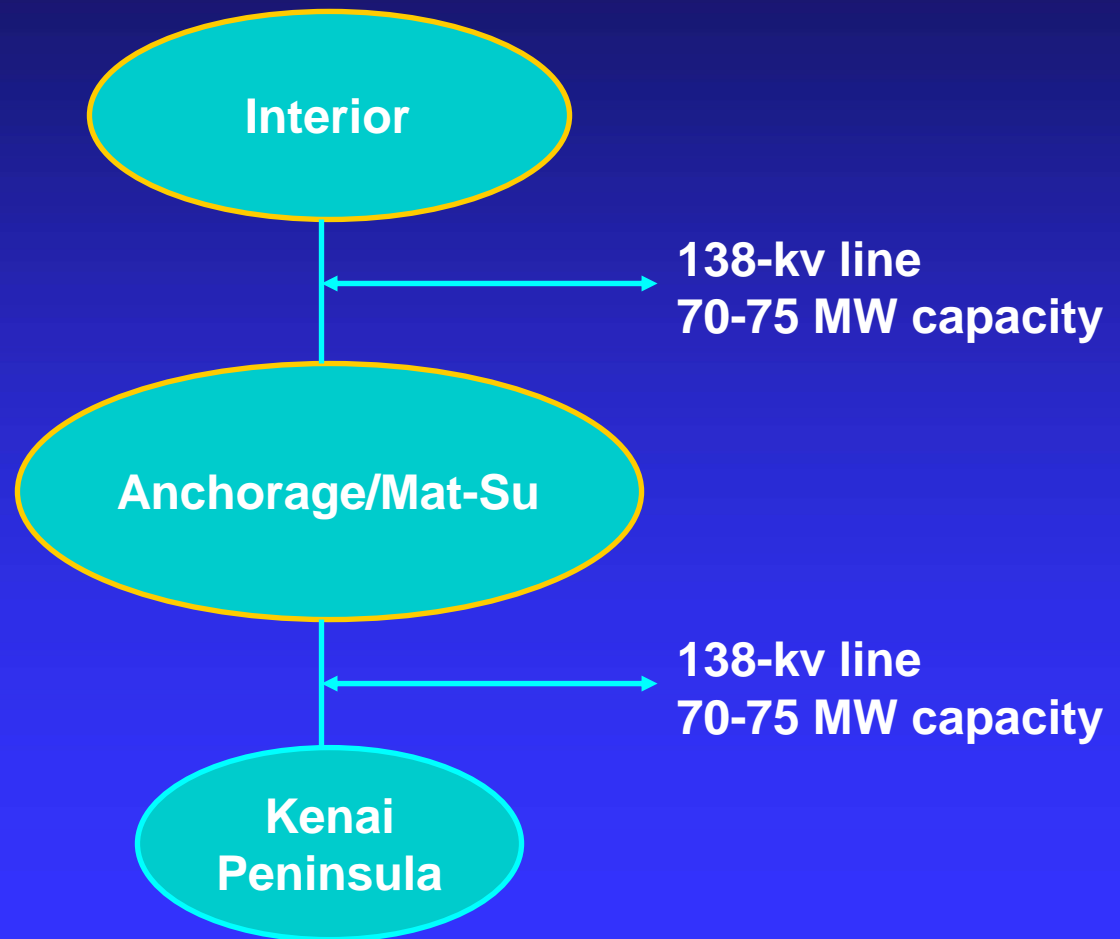 Interior
138-kv line
70-75 MW capacity
Anchorage/Mat-Su
138-kv line
70-75 MW capacity
Kenai
Peninsula